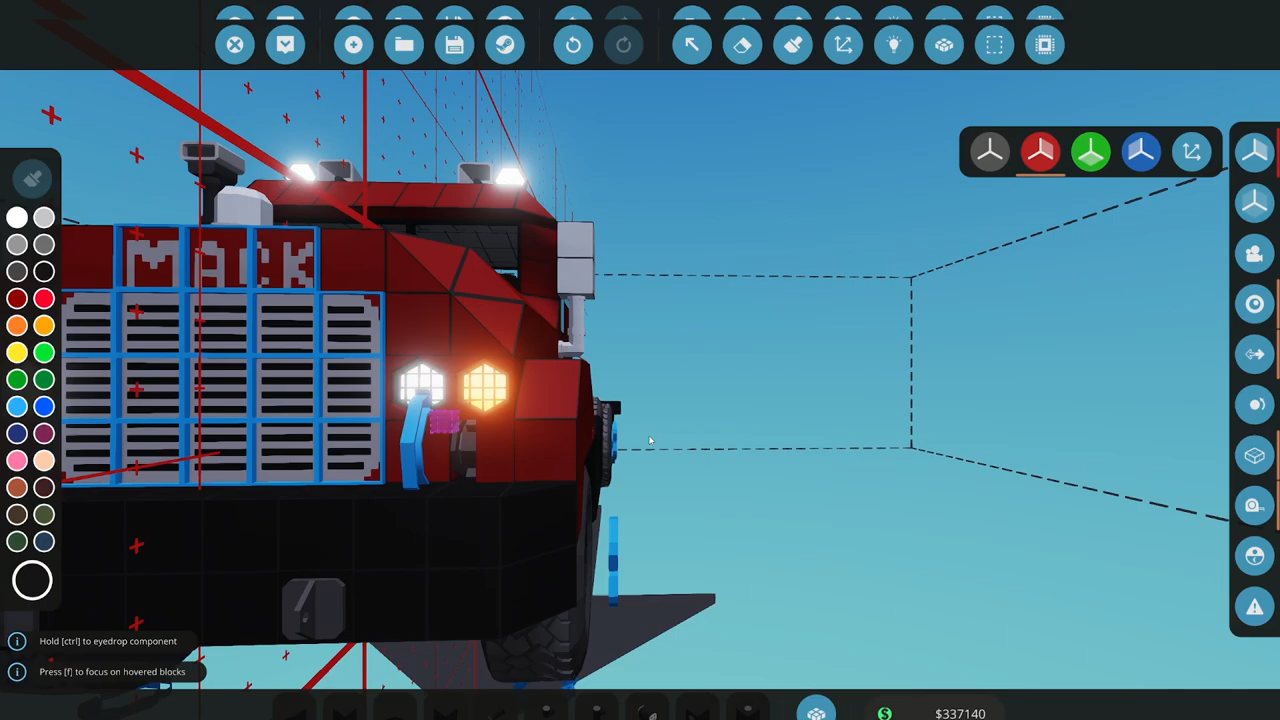 MACK
Hold [ctrl] to eyedrop component
Press [f] to focus on hovered blocks
$337140